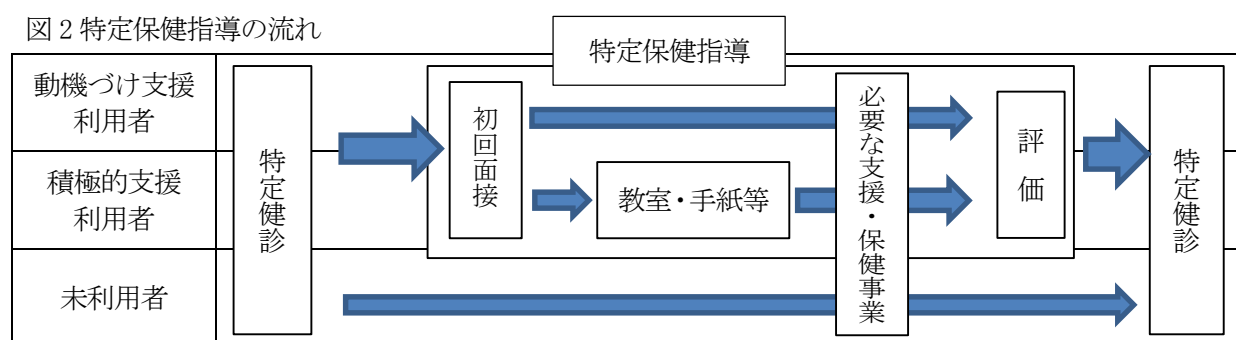 図2 特定保健指導の流れ
特定保健指導
動機づけ支援
利用者
積極的支援
利用者
未利用者
特定健診
初回面接
教室・手紙等
必要な支援・保健事業
評価
特定健診